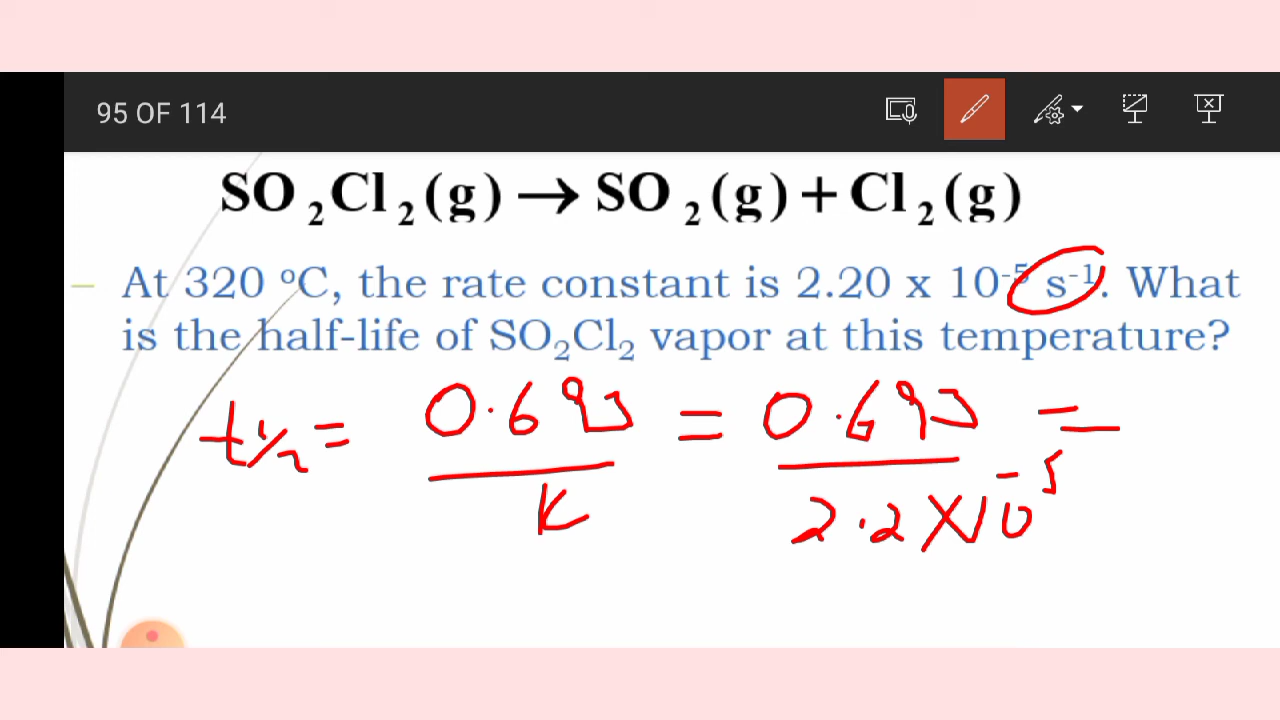 95 OF 114
SO₂Cl₂(g) → SO₂(g) + Cl₂(g)
– At 320 ºC, the rate constant is 2.20 x 10⁻⁵ s⁻¹. What
is the half-life of SO₂Cl₂ vapor at this temperature?
t½ = 0.693/K = 0.693/2.2×10⁻⁵ =